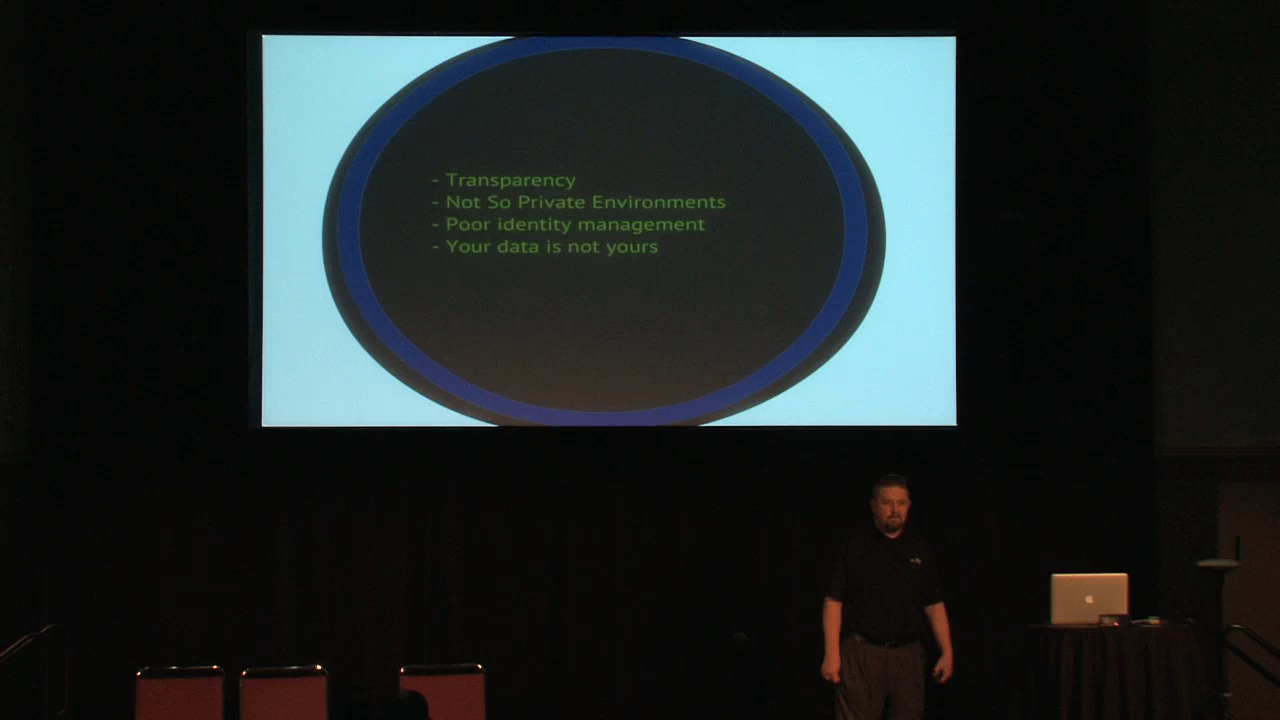 - Transparency
- Not So Private Environments
- Poor identity management
- Your data is not yours